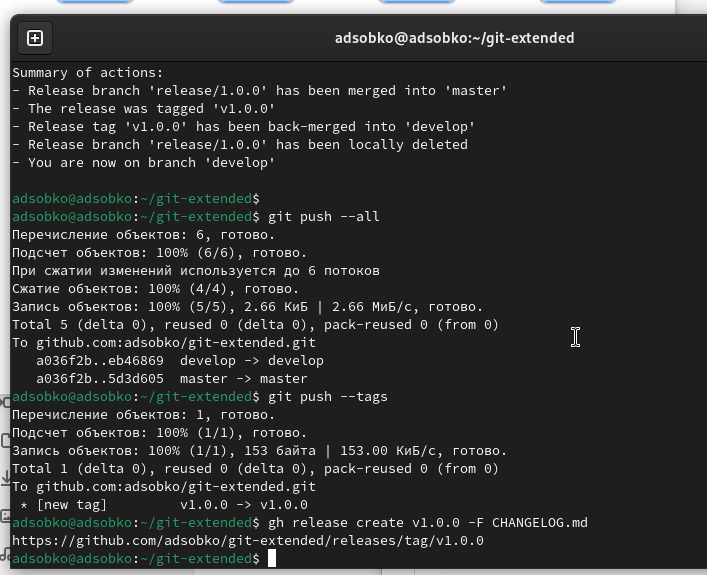 adsobko@adsobko:~/git-extended
Summary of actions:
- Release branch 'release/1.0.0' has been merged into 'master'
- The release was tagged 'v1.0.0'
- Release tag 'v1.0.0' has been back-merged into 'develop'
- Release branch 'release/1.0.0' has been locally deleted
- You are now on branch 'develop'
adsobko@adsobko:~/git-extended$
adsobko@adsobko:~/git-extended$ git push --all
Перечисление объектов: 6, готово.
Подсчет объектов: 100% (6/6), готово.
При сжатии изменений используется до 6 потоков
Сжатие объектов: 100% (4/4), готово.
Запись объектов: 100% (5/5), 2.66 КиБ | 2.66 МиБ/с, готово.
Total 5 (delta 0), reused 0 (delta 0), pack-reused 0 (from 0)
To github.com:adsobko/git-extended.git
   a036f2b..eb46869  develop -> develop
   a036f2b..5d3d605  master -> master
adsobko@adsobko:~/git-extended$ git push --tags
Перечисление объектов: 1, готово.
Подсчет объектов: 100% (1/1), готово.
Запись объектов: 100% (1/1), 153 байта | 153.00 КиБ/с, готово.
Total 1 (delta 0), reused 0 (delta 0), pack-reused 0 (from 0)
To github.com:adsobko/git-extended.git
 * [new tag]         v1.0.0 -> v1.0.0
adsobko@adsobko:~/git-extended$ gh release create v1.0.0 -F CHANGELOG.md
https://github.com/adsobko/git-extended/releases/tag/v1.0.0
adsobko@adsobko:~/git-extended$